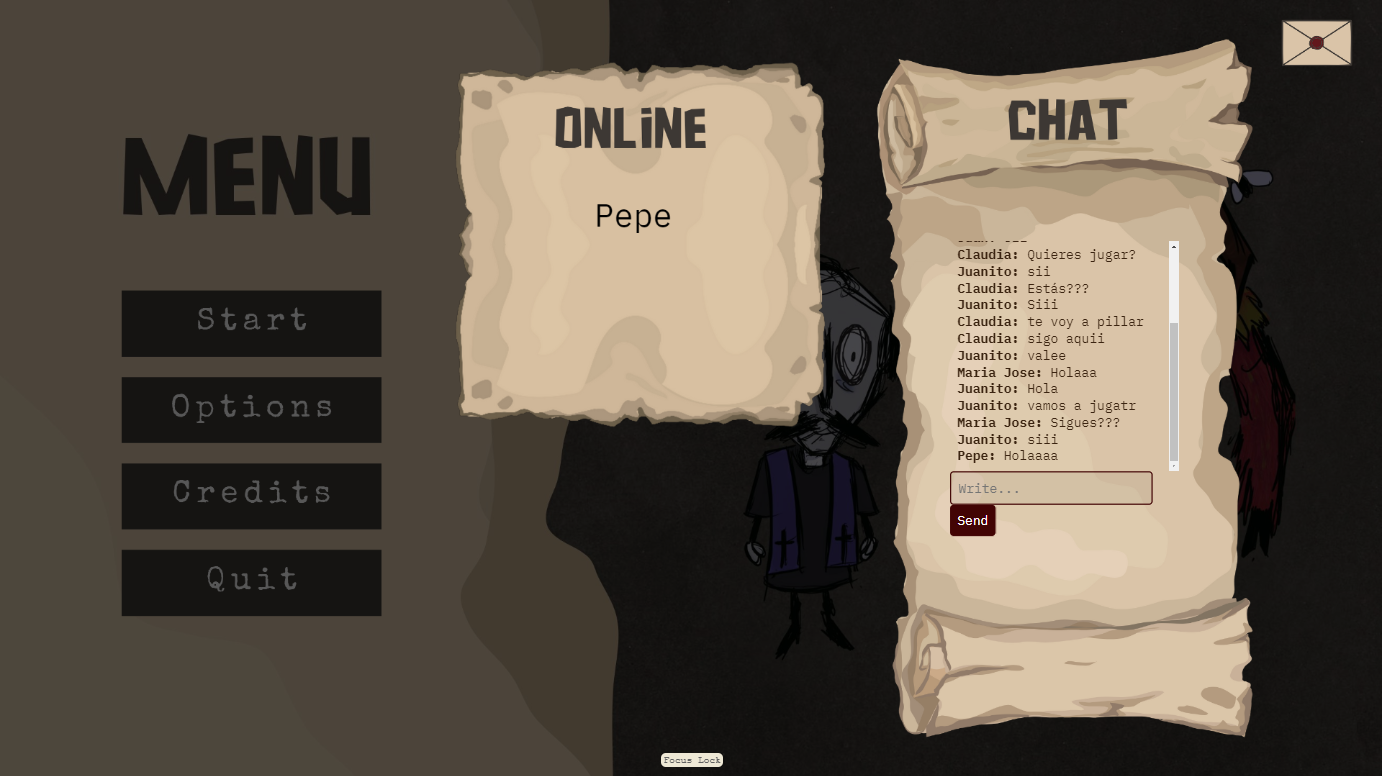 MENU
Start
Options
Credits
Quit
ONLiNE
Pepe
CHAT
Claudia: Quieres jugar?
Juanito: sii
Claudia: Estás???
Juanito: Siii
Claudia: te voy a pillar
Claudia: sigo aquii
Juanito: valee
Maria Jose: Holaaa
Juanito: Hola
Juanito: vamos a jugatr
Maria Jose: Sigues???
Juanito: siii
Pepe: Holaaaa
Write...
Send
Focus Lock